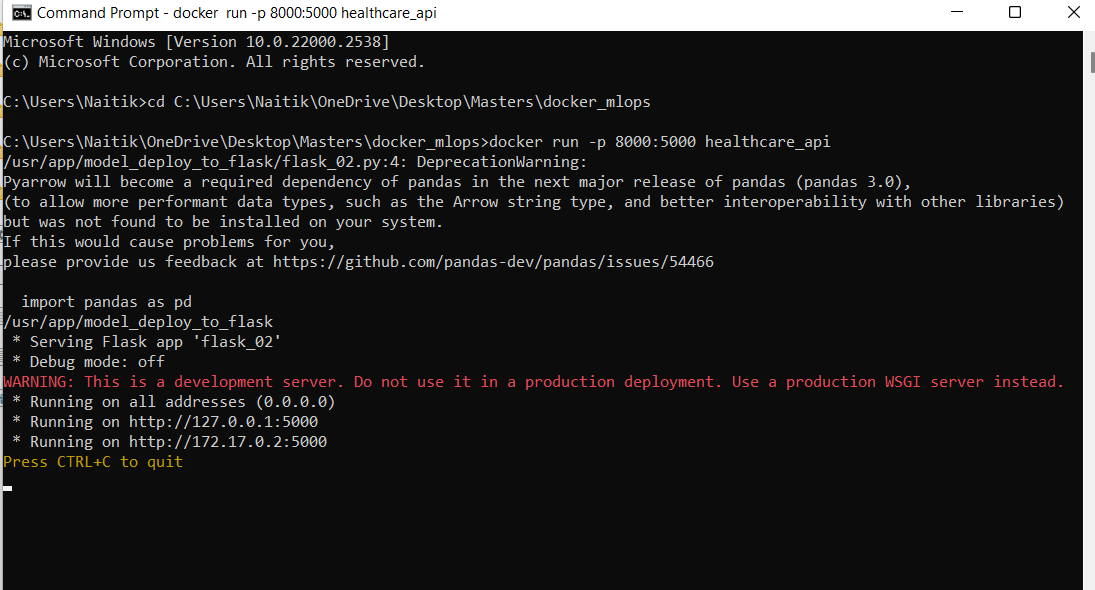 Command Prompt - docker  run -p 8000:5000 healthcare_api
Microsoft Windows [Version 10.0.22000.2538]
(c) Microsoft Corporation. All rights reserved.
C:\Users\Naitik>cd C:\Users\Naitik\OneDrive\Desktop\Masters\docker_mlops
C:\Users\Naitik\OneDrive\Desktop\Masters\docker_mlops>docker run -p 8000:5000 healthcare_api
/usr/app/model_deploy_to_flask/flask_02.py:4: DeprecationWarning:
Pyarrow will become a required dependency of pandas in the next major release of pandas (pandas 3.0),
(to allow more performant data types, such as the Arrow string type, and better interoperability with other libraries)
but was not found to be installed on your system.
If this would cause problems for you,
please provide us feedback at https://github.com/pandas-dev/pandas/issues/54466
  import pandas as pd
/usr/app/model_deploy_to_flask
 * Serving Flask app 'flask_02'
 * Debug mode: off
WARNING: This is a development server. Do not use it in a production deployment. Use a production WSGI server instead.
 * Running on all addresses (0.0.0.0)
 * Running on http://127.0.0.1:5000
 * Running on http://172.17.0.2:5000
Press CTRL+C to quit